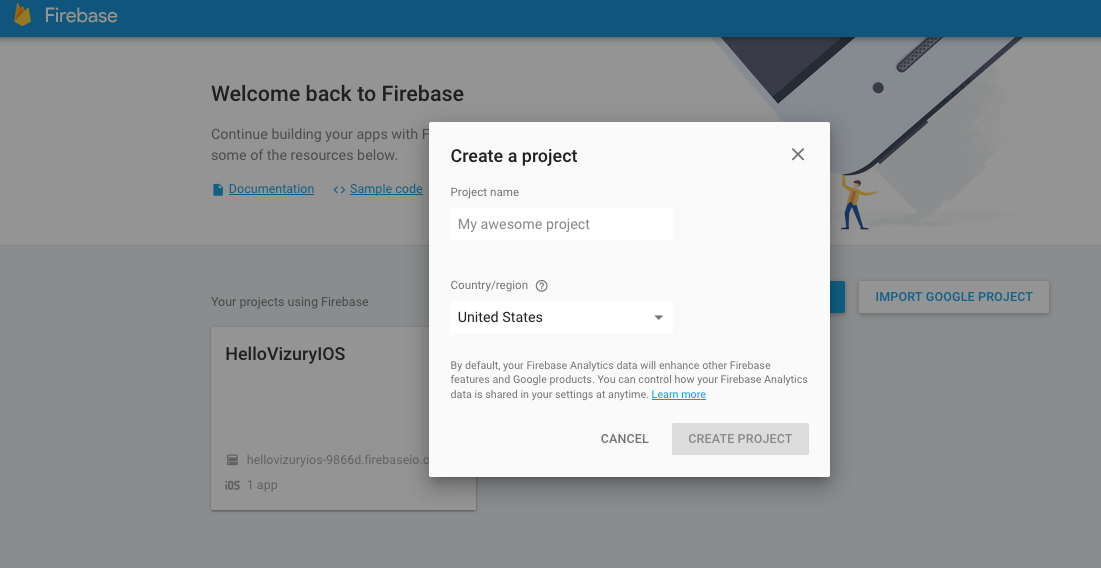 Firebase
Welcome back to Firebase
Continue building your apps with F
some of the resources below.
Documentation
Sample code
Create a project
Project name
My awesome project
Country/region
United States
By default, your Firebase Analytics data will enhance other Firebase
features and Google products. You can control how your Firebase Analytics
data is shared in your settings at anytime. Learn more
CANCEL
CREATE PROJECT
Your projects using Firebase
IMPORT GOOGLE PROJECT
HelloVizuryIOS
hellovizuryios-9866d.firebaseio.c
iOS 1 app